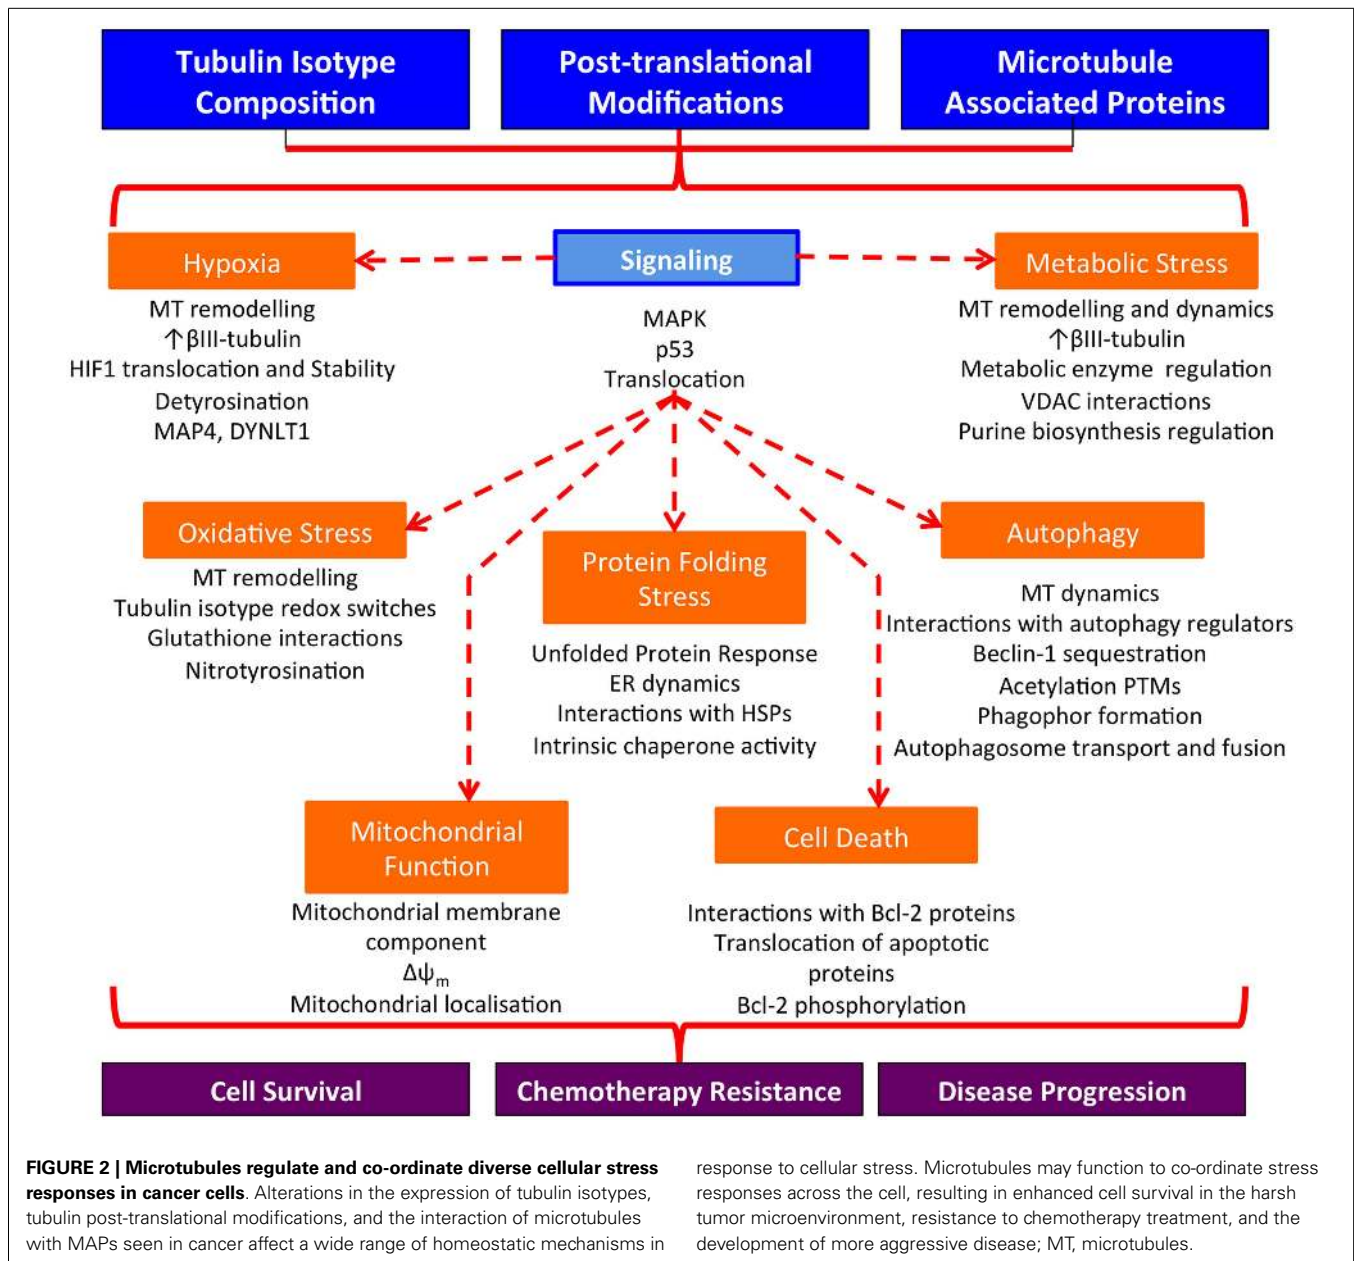 Tubulin Isotype
Composition
Post-translational
Modifications
Microtubule
Associated Proteins
Hypoxia
MT remodelling
↑βIII-tubulin
HIF1 translocation and Stability
Detyrosination
MAP4, DYNLT1
Signaling
MAPK
p53
Translocation
Metabolic Stress
MT remodelling and dynamics
↑βIII-tubulin
Metabolic enzyme regulation
VDAC interactions
Purine biosynthesis regulation
Oxidative Stress
MT remodelling
Tubulin isotype redox switches
Glutathione interactions
Nitrotyrosination
Protein Folding
Stress
Unfolded Protein Response
ER dynamics
Interactions with HSPs
Intrinsic chaperone activity
Autophagy
MT dynamics
Interactions with autophagy regulators
Beclin-1 sequestration
Acetylation PTMs
Phagophor formation
Autophagosome transport and fusion
Mitochondrial
Function
Mitochondrial membrane
component
Δψm
Mitochondrial localisation
Cell Death
Interactions with Bcl-2 proteins
Translocation of apoptotic
proteins
Bcl-2 phosphorylation
Cell Survival
Chemotherapy Resistance
Disease Progression
FIGURE 2 | Microtubules regulate and co-ordinate diverse cellular stress
responses in cancer cells. Alterations in the expression of tubulin isotypes,
tubulin post-translational modifications, and the interaction of microtubules
with MAPs seen in cancer affect a wide range of homeostatic mechanisms in
response to cellular stress. Microtubules may function to co-ordinate stress
responses across the cell, resulting in enhanced cell survival in the harsh
tumor microenvironment, resistance to chemotherapy treatment, and the
development of more aggressive disease; MT, microtubules.